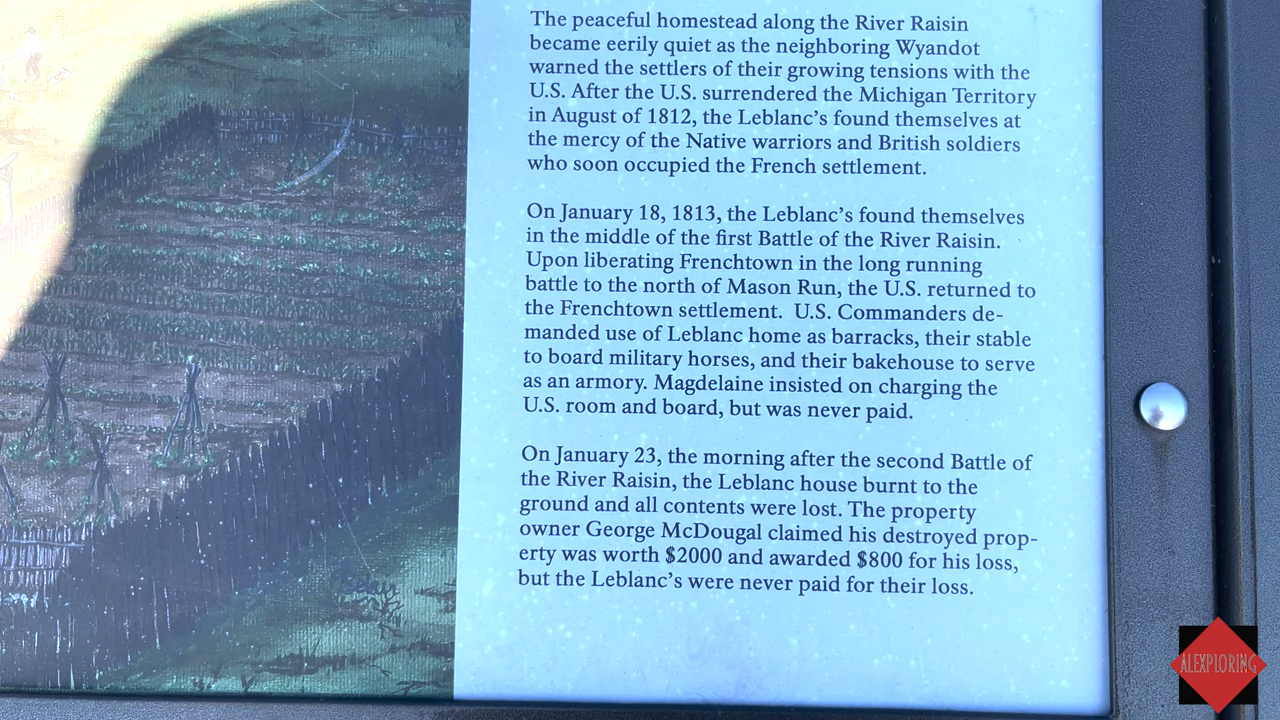 The peaceful homestead along the River Raisin
became eerily quiet as the neighboring Wyandot
warned the settlers of their growing tensions with the
U.S. After the U.S. surrendered the Michigan Territory
in August of 1812, the Leblanc's found themselves at
the mercy of the Native warriors and British soldiers
who soon occupied the French settlement.
On January 18, 1813, the Leblanc's found themselves
in the middle of the first Battle of the River Raisin.
Upon liberating Frenchtown in the long running
battle to the north of Mason Run, the U.S. returned to
the Frenchtown settlement.  U.S. Commanders de-
manded use of Leblanc home as barracks, their stable
to board military horses, and their bakehouse to serve
as an armory. Magdelaine insisted on charging the
U.S. room and board, but was never paid.
On January 23, the morning after the second Battle of
the River Raisin, the Leblanc house burnt to the
ground and all contents were lost. The property
owner George McDougal claimed his destroyed prop-
erty was worth $2000 and awarded $800 for his loss,
but the Leblanc's were never paid for their loss.
ALEXPLORING